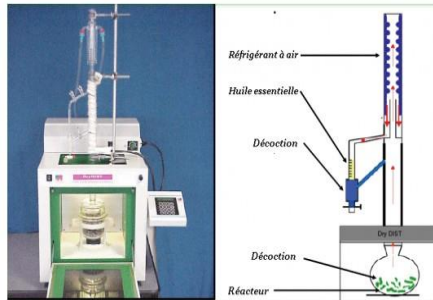 Réfrigérant à air
Huile essentielle
Décoction
Dry DIST
Décoction
Réacteur